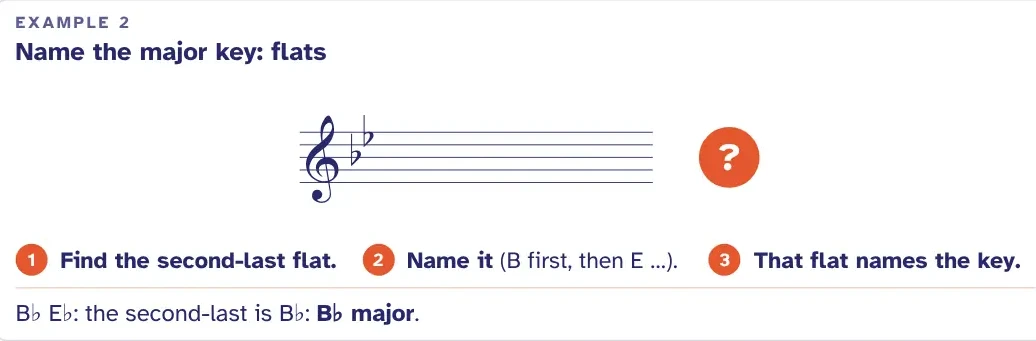 EXAMPLE 2
Name the major key: flats
?
1 Find the second-last flat. 2 Name it (B first, then E ...). 3 That flat names the key.
B♭ E♭: the second-last is B♭: B♭ major.